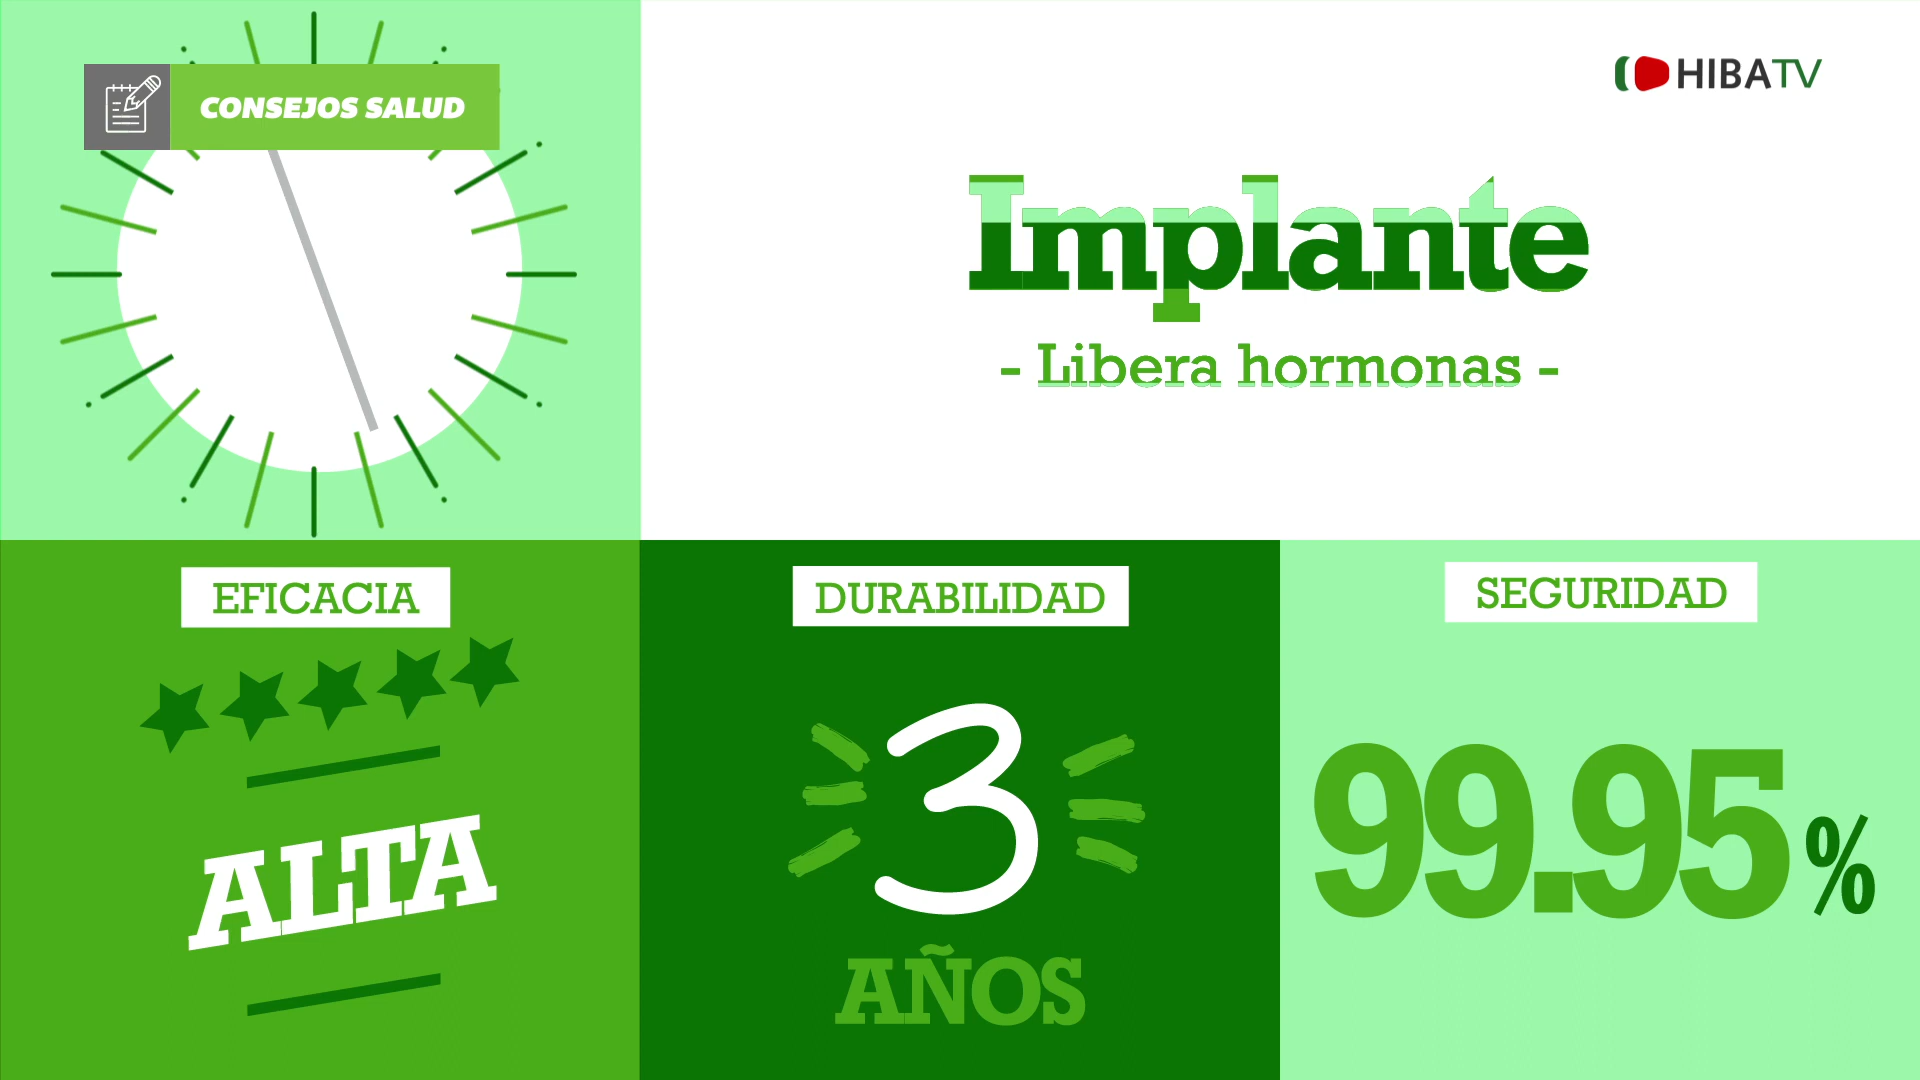 CONSEJOS SALUD
HIBATV
Implante
- Libera hormonas -
EFICACIA
ALTA
DURABILIDAD
3
AÑOS
SEGURIDAD
99.95%